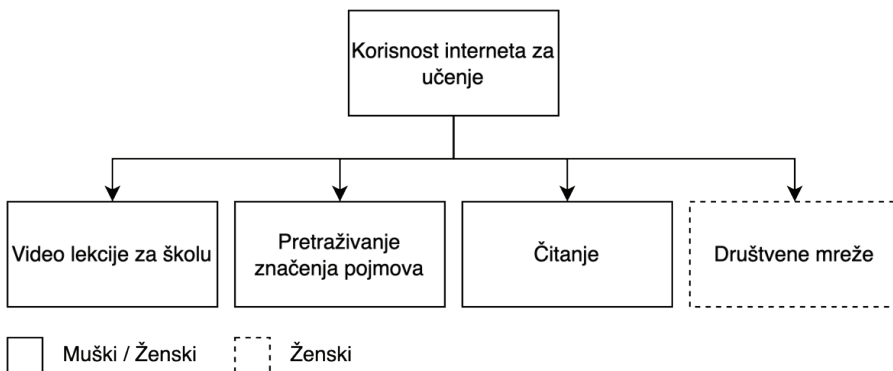 Korisnost interneta za
učenje
Video lekcije za školu
Pretraživanje
značenja pojmova
Čitanje
Društvene mreže
Muški / Ženski
Ženski